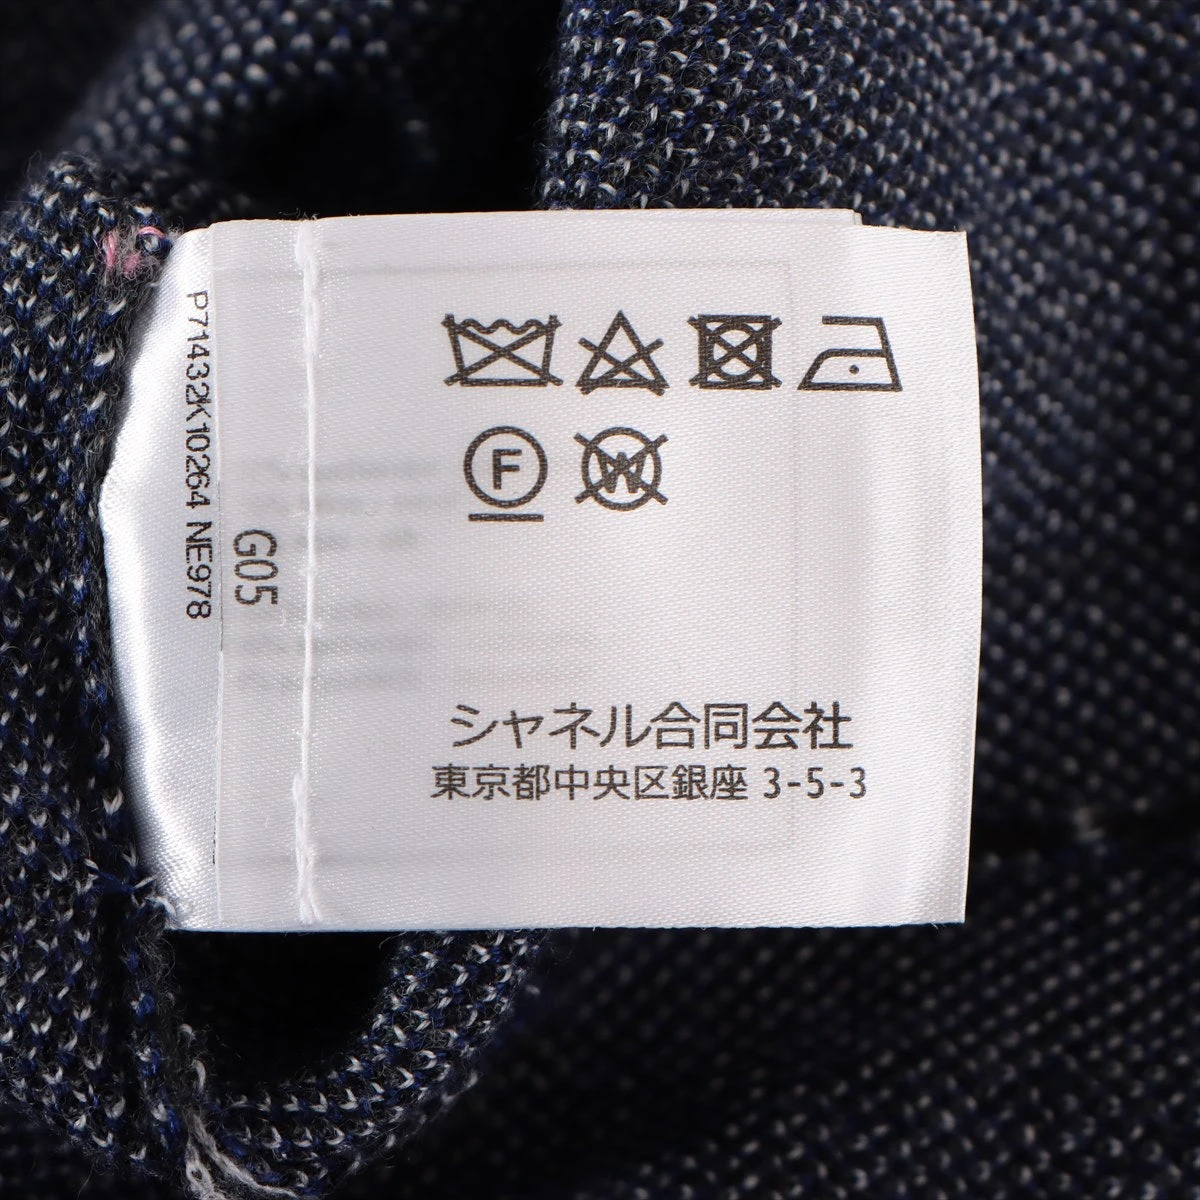 P71432K10264 NE978
G05
F
W
シャネル合同会社
東京都中央区銀座 3-5-3